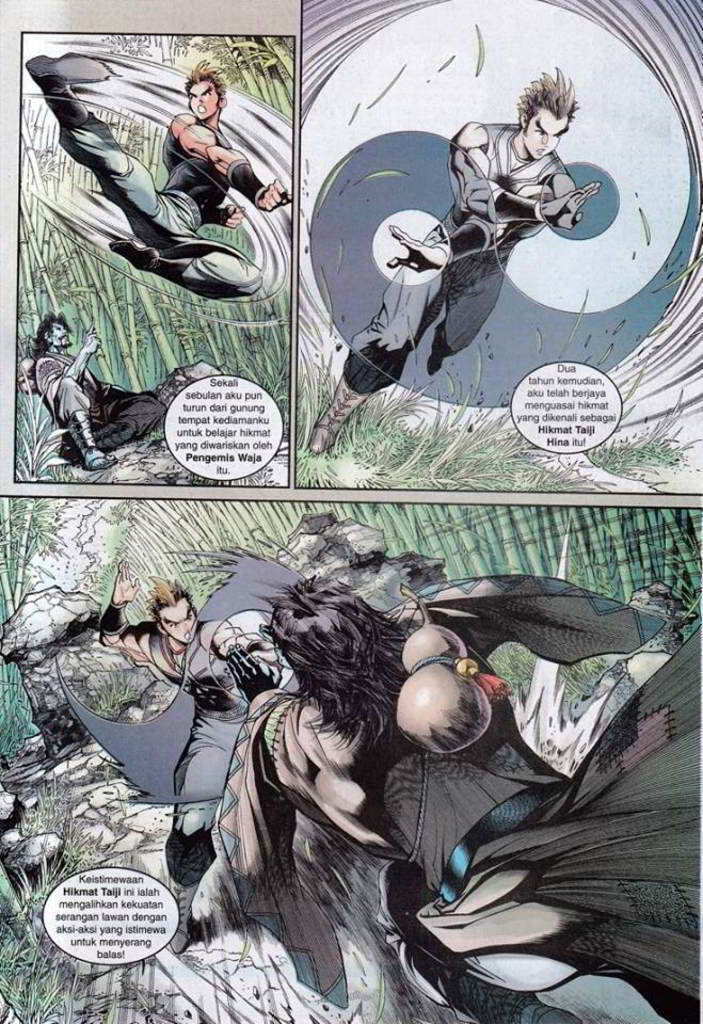 Sekali
sebulan aku pun
turun dari gunung
tempat kediamanku
untuk belajar hikmat
yang diwariskan oleh
Pengemis Waja
itu.
Dua
tahun kemudian,
aku telah berjaya
menguasai hikmat
yang dikenali sebagai
Hikmat Taiji
Hina itu!
Keistimewaan
Hikmat Taiji ini ialah
mengalihkan kekuatan
serangan lawan dengan
aksi-aksi yang istimewa
untuk menyerang
balas!